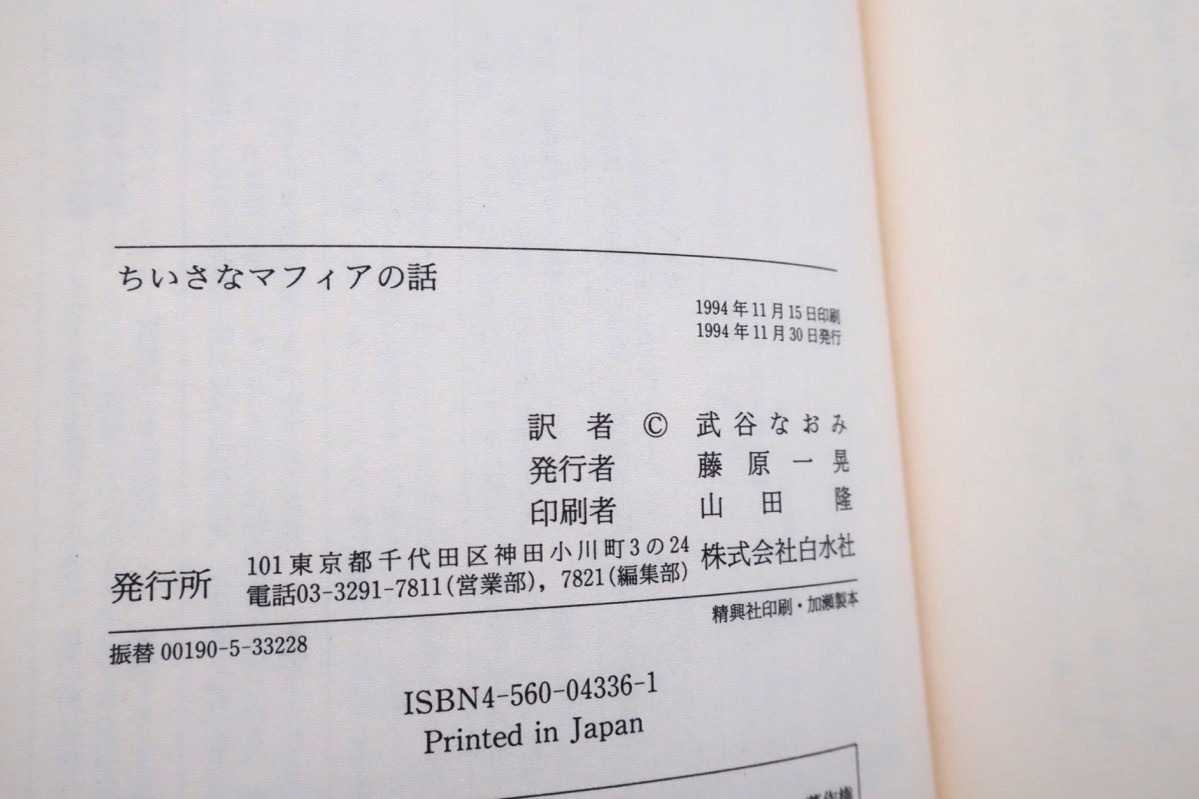 ちいさなマフィアの話
1994年11月15日印刷
1994年11月30日発行
訳者 © 武谷なおみ
発行者 藤原一晃
印刷者 山田隆
発行所 101東京都千代田区神田小川町3の24 株式会社白水社
電話03-3291-7811(営業部), 7821(編集部)
振替 00190-5-33228 精興社印刷・加瀬製本
ISBN4-560-04336-1
Printed in Japan
著作権